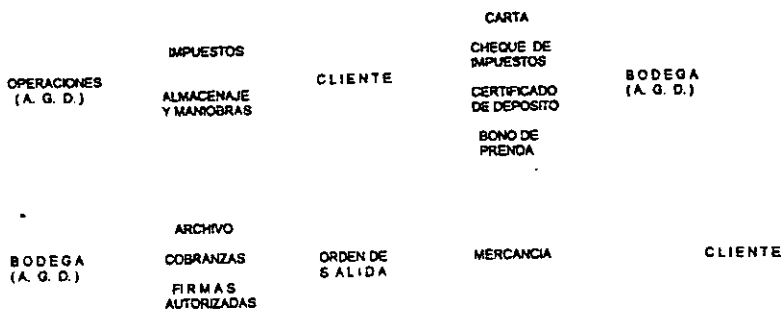 OPERACIONES
(A. G. D.)
IMPUESTOS
ALMACENAJE
Y MANIOBRAS
CLIENTE
CARTA
CHEQUE DE
IMPUESTOS
CERTIFICADO
DE DEPOSITO
BONO DE
PRENDA
BODEGA
(A. G. D.)
BODEGA
(A. G. D.)
ARCHIVO
COBRANZAS
FIRMAS
AUTORIZADAS
ORDEN DE
SALIDA
MERCANCIA
CLIENTE